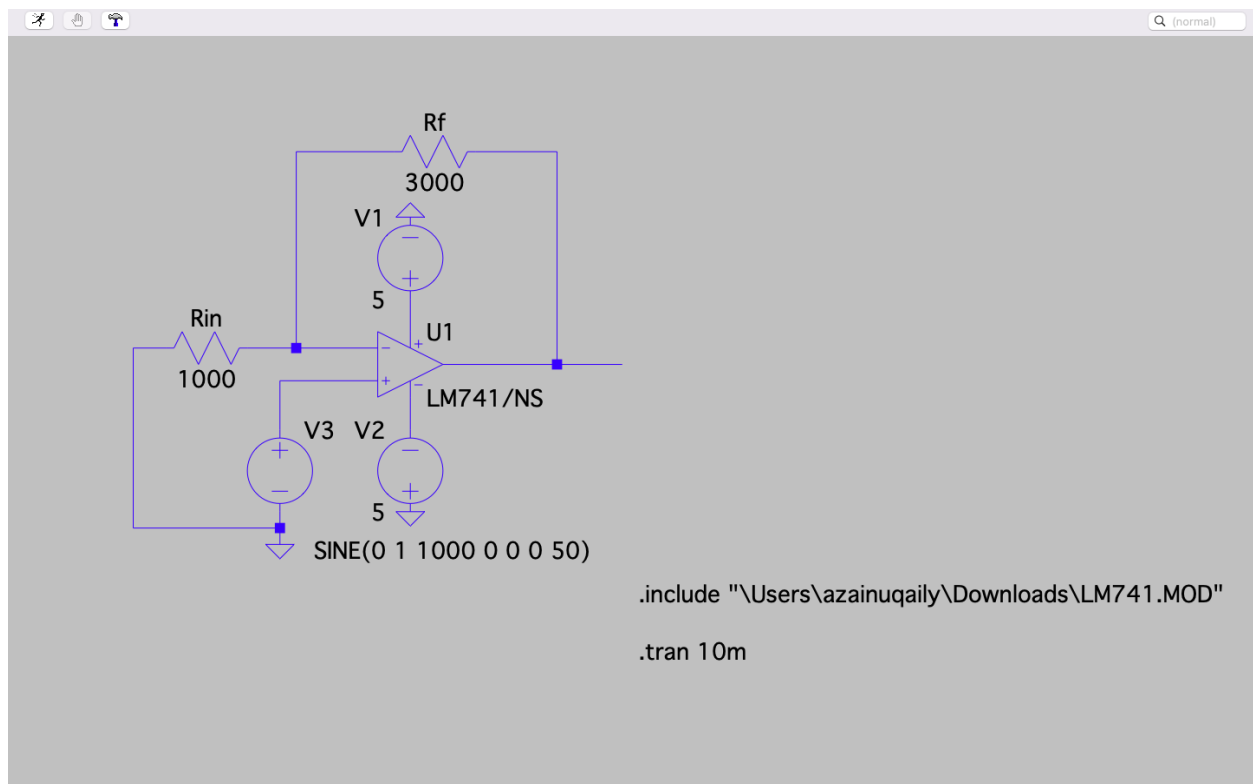 (normal)
Rf
3000
V1
5
Rin
1000
U1
LM741/NS
V3
V2
5
SINE(0 1 1000 0 0 0 50)
.include "\Users\azainuqaily\Downloads\LM741.MOD"
.tran 10m